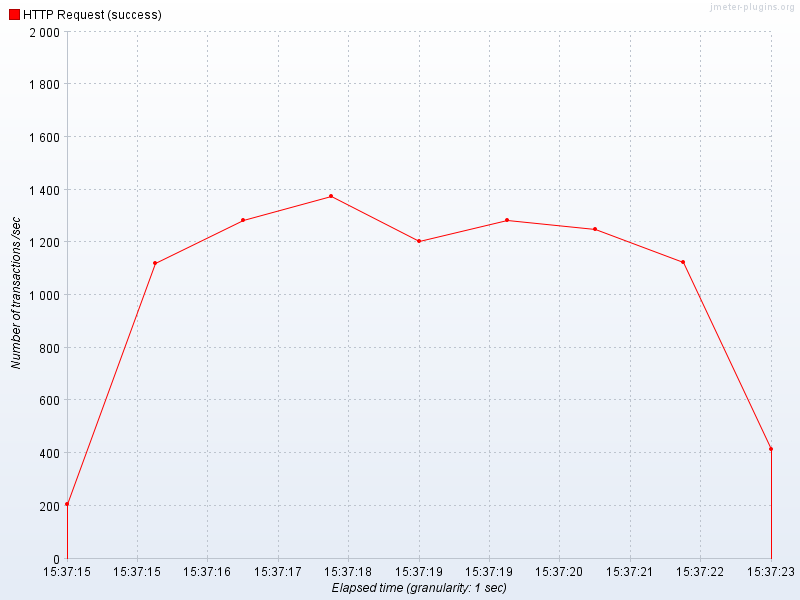 jmeter-plugins.org
HTTP Request (success)
2 000
1 800
1 600
1 400
1 200
1 000
800
600
400
200
0
Number of transactions /sec
15:37:15 15:37:15 15:37:16 15:37:17 15:37:18 15:37:19 15:37:19 15:37:20 15:37:21 15:37:22 15:37:23
Elapsed time (granularity: 1 sec)